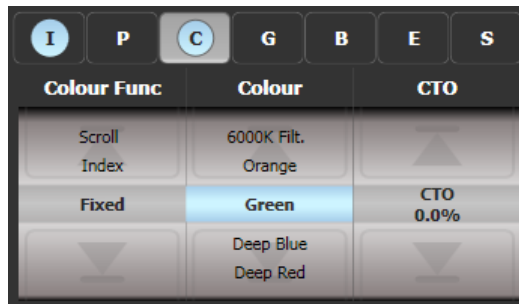 I P C G B E S
Colour Func Colour CTO
Scroll 6000K Filt.
Index Orange
Fixed Green CTO
0.0%
Deep Blue
Deep Red